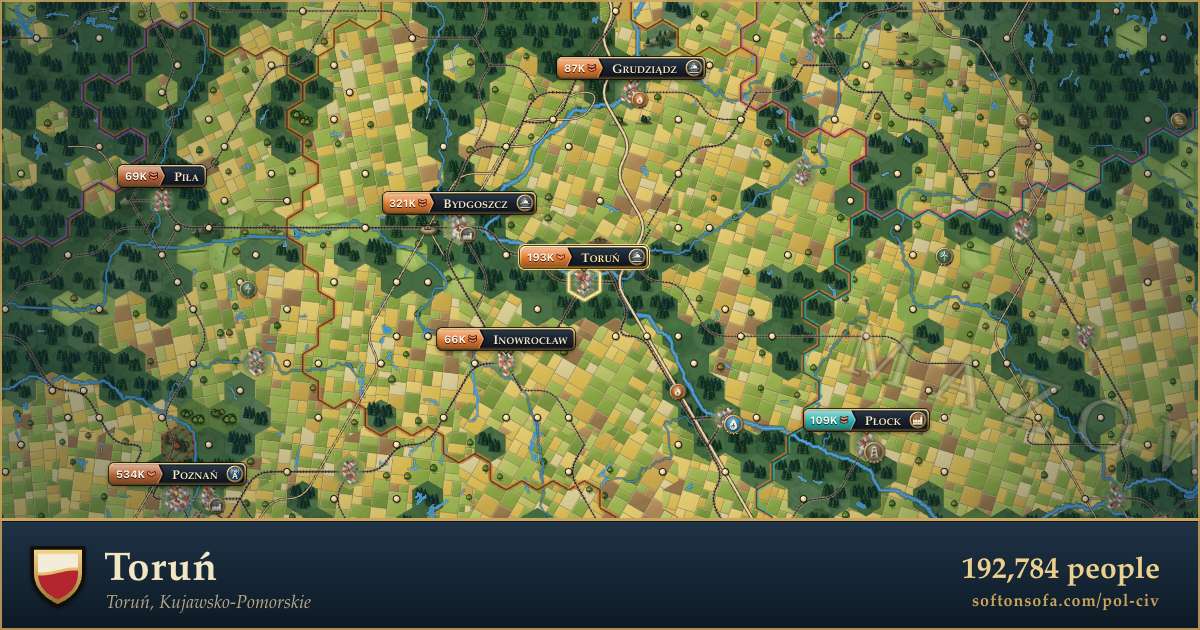 87K GRUDZIĄDZ
69K PIŁA
321K BYDGOSZCZ
193K TORUŃ
66K INOWROCŁAW
MAZOW
109K PŁOCK
534K POZNAŃ
Toruń
192,784 people
Toruń, Kujawsko-Pomorskie
softonsofa.com/pol-civ